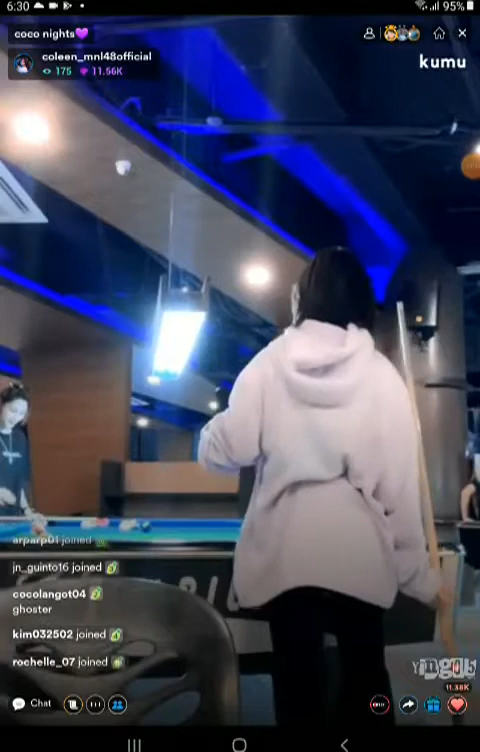 6:30
95%
coco nights💜
coleen_mnl48official
175 11.56K
kumu
arparp01 joined
jn_guinto16 joined
cocolangot04
ghoster
kim032502 joined
rochelle_07 joined
Chat
11.38K